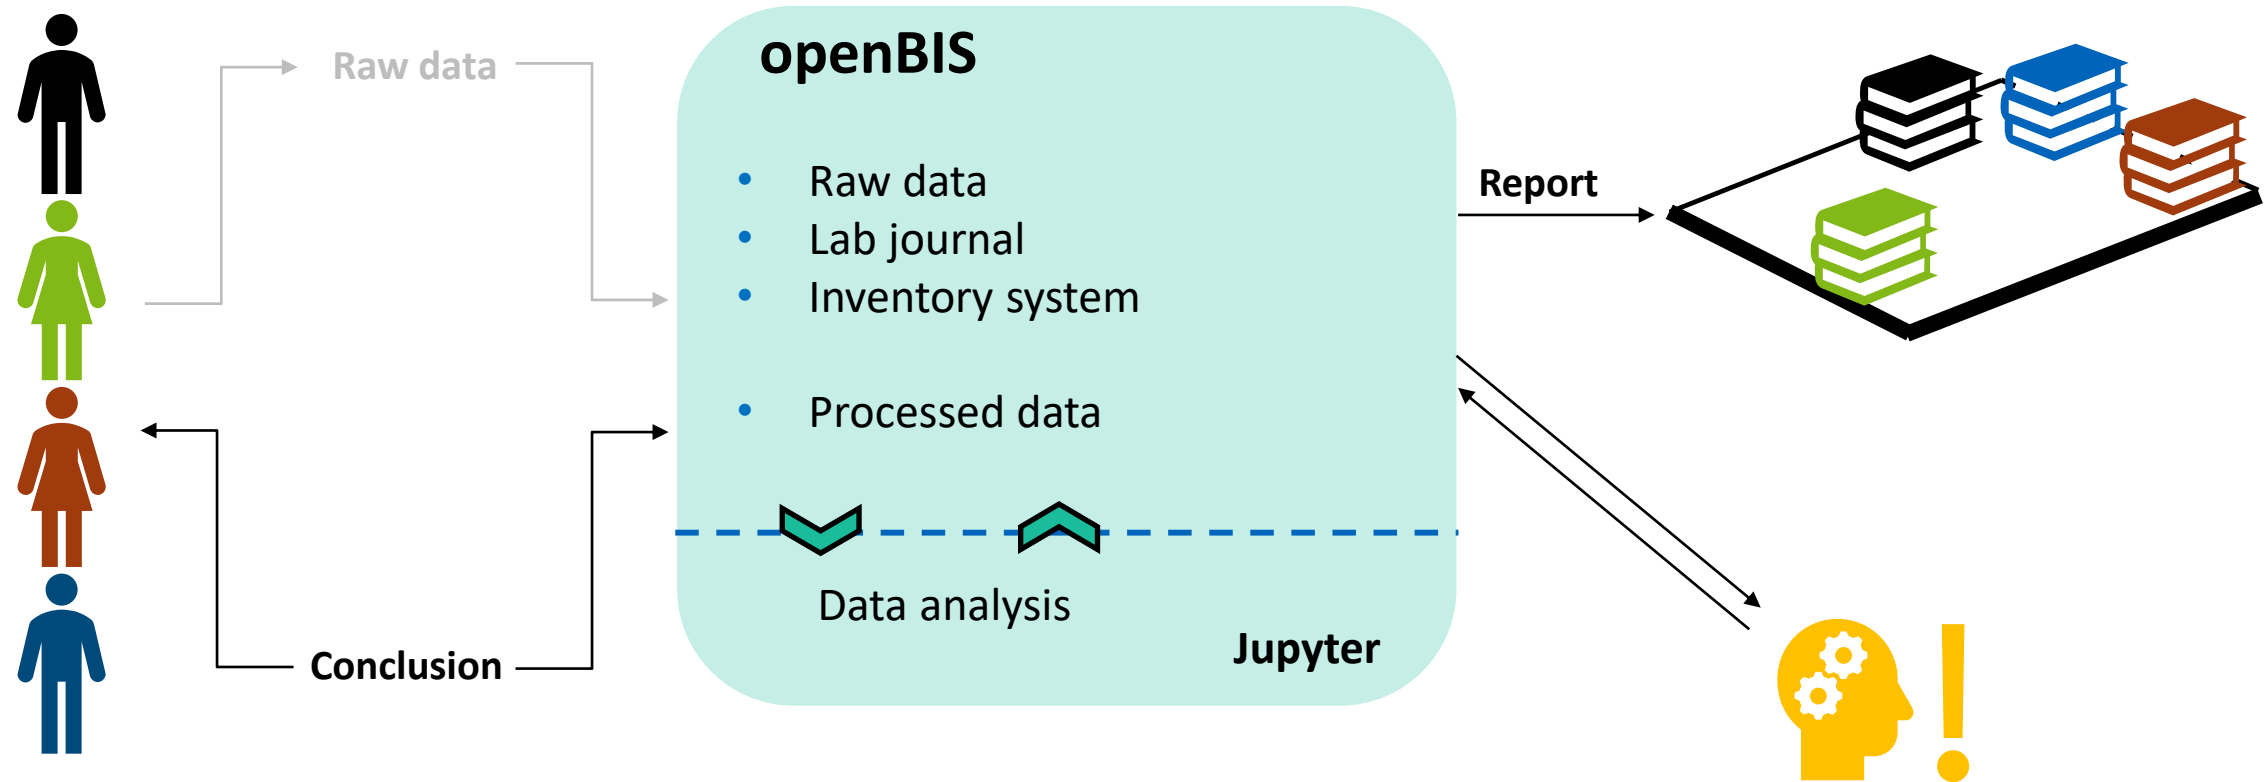 Raw data
Conclusion
openBIS
• Raw data
• Lab journal
• Inventory system
• Processed data
Data analysis
Jupyter
Report
!